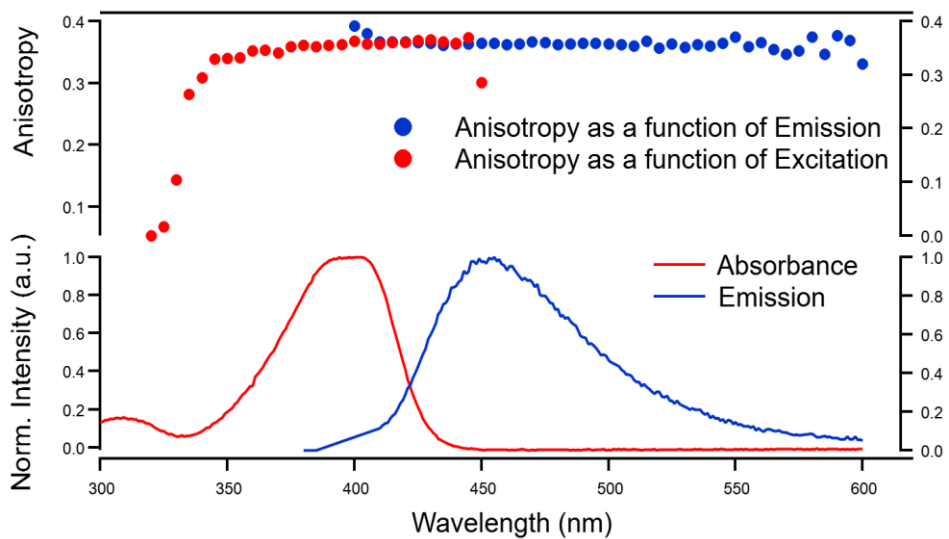 0.4
0.3
0.2
0.1
Anisotropy
0.4
0.3
0.2
0.1
0.0
Anisotropy as a function of Emission
Anisotropy as a function of Excitation
1.0
0.8
0.6
0.4
0.2
0.0
Norm. Intensity (a.u.)
1.0
0.8
0.6
0.4
0.2
0.0
Absorbance
Emission
300 350 400 450 500 550 600
Wavelength (nm)